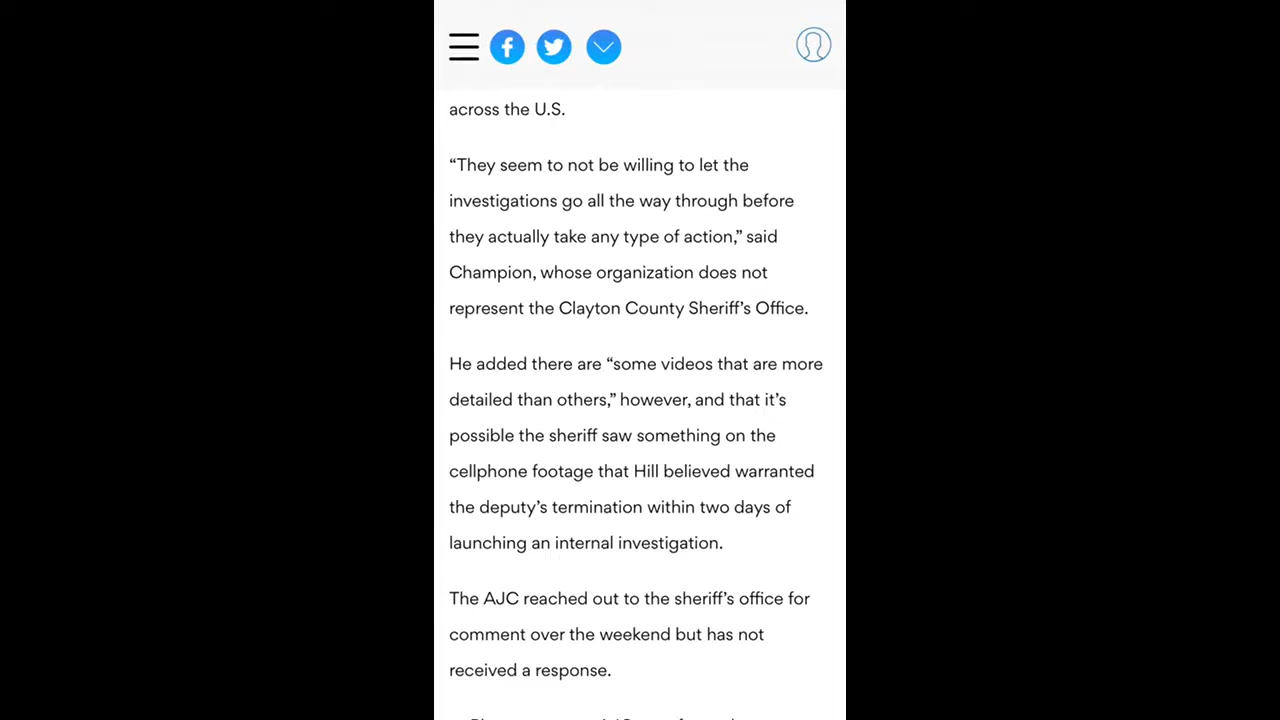 across the U.S.
“They seem to not be willing to let the
investigations go all the way through before
they actually take any type of action,” said
Champion, whose organization does not
represent the Clayton County Sheriff’s Office.
He added there are “some videos that are more
detailed than others,” however, and that it’s
possible the sheriff saw something on the
cellphone footage that Hill believed warranted
the deputy’s termination within two days of
launching an internal investigation.
The AJC reached out to the sheriff’s office for
comment over the weekend but has not
received a response.